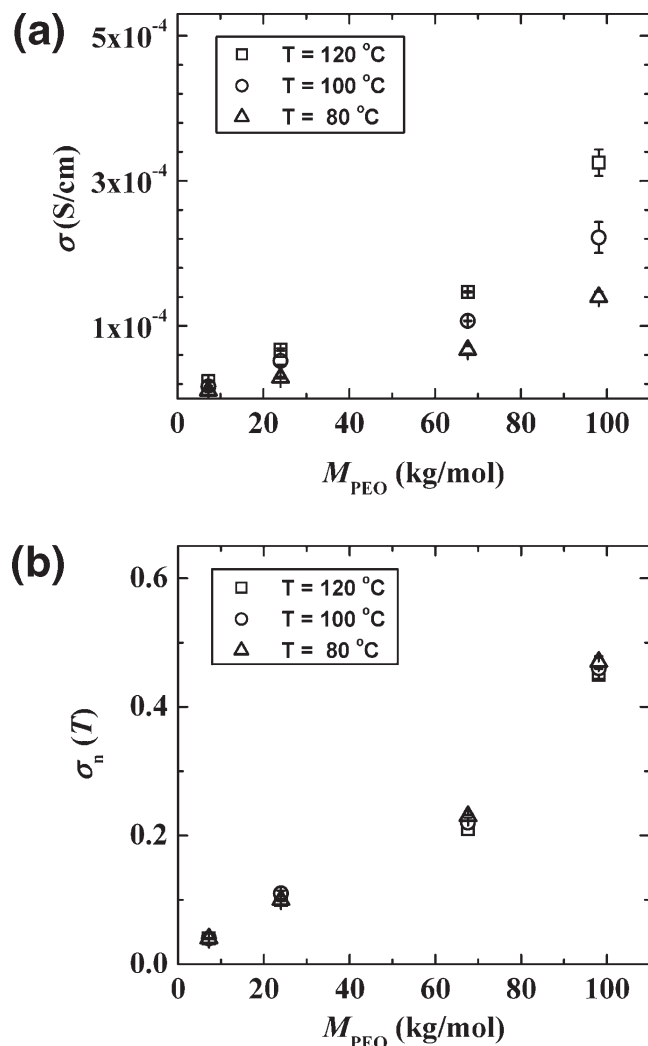 (a)
5x10⁻⁴
3x10⁻⁴
1x10⁻⁴
σ (S/cm)
T = 120 °C
T = 100 °C
T = 80 °C
0 20 40 60 80 100
M_PEO (kg/mol)
(b)
0.6
0.4
0.2
0.0
σ_n (T)
T = 120 °C
T = 100 °C
T = 80 °C
0 20 40 60 80 100
M_PEO (kg/mol)